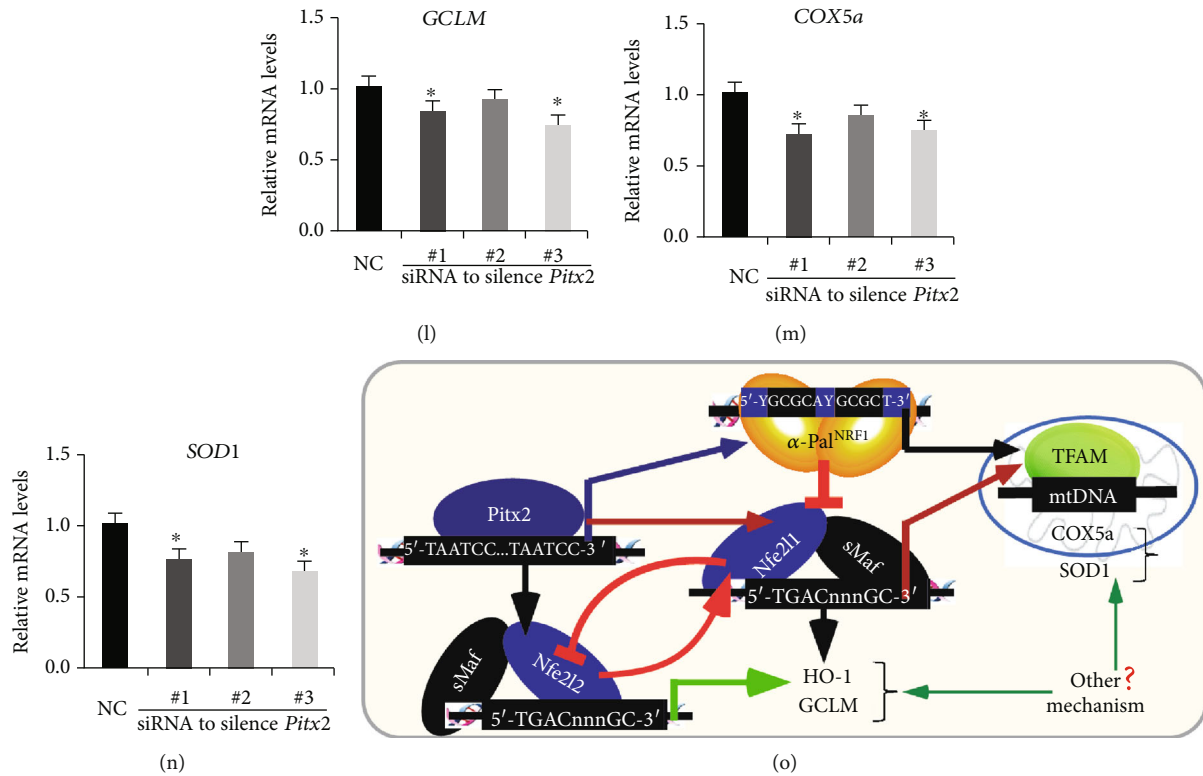 GCLM
1.5
1.0
0.5
0.0
Relative mRNA levels
NC
#1 #2 #3
siRNA to silence Pitx2
* *
(l)
COX5a
1.5
1.0
0.5
0.0
Relative mRNA levels
NC
#1 #2 #3
siRNA to silence Pitx2
* *
(m)
SOD1
1.5
1.0
0.5
0.0
Relative mRNA levels
NC
#1 #2 #3
siRNA to silence Pitx2
* *
(n)
5′-YGCGCAYGCGCT-3′
α-Pal^NRF1
TFAM
mtDNA
COX5a
SOD1
Pitx2
5′-TAATCC...TAATCC-3 ′
Nfe2l1
sMaf
5′-TGACnnnGC-3′
sMaf
Nfe2l2
5′-TGACnnnGC-3′
HO-1
GCLM
Other ?
mechanism
(o)